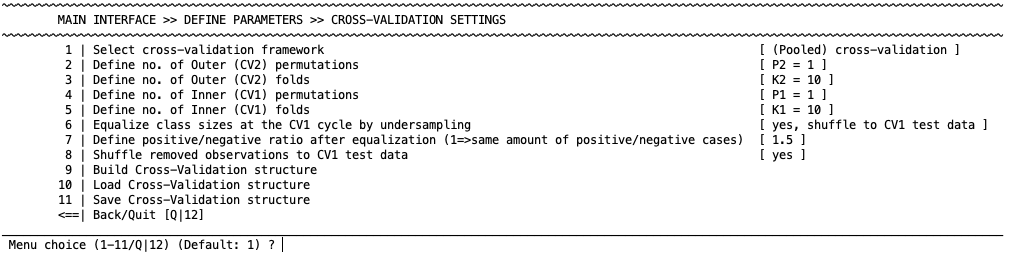 MAIN INTERFACE >> DEFINE PARAMETERS >> CROSS-VALIDATION SETTINGS
1 | Select cross-validation framework [ (Pooled) cross-validation ]
2 | Define no. of Outer (CV2) permutations [ P2 = 1 ]
3 | Define no. of Outer (CV2) folds [ K2 = 10 ]
4 | Define no. of Inner (CV1) permutations [ P1 = 1 ]
5 | Define no. of Inner (CV1) folds [ K1 = 10 ]
6 | Equalize class sizes at the CV1 cycle by undersampling [ yes, shuffle to CV1 test data ]
7 | Define positive/negative ratio after equalization (1=>same amount of positive/negative cases) [ 1.5 ]
8 | Shuffle removed observations to CV1 test data [ yes ]
9 | Build Cross-Validation structure
10 | Load Cross-Validation structure
11 | Save Cross-Validation structure
<==| Back/Quit [Q|12]
Menu choice (1-11/Q|12) (Default: 1) ?